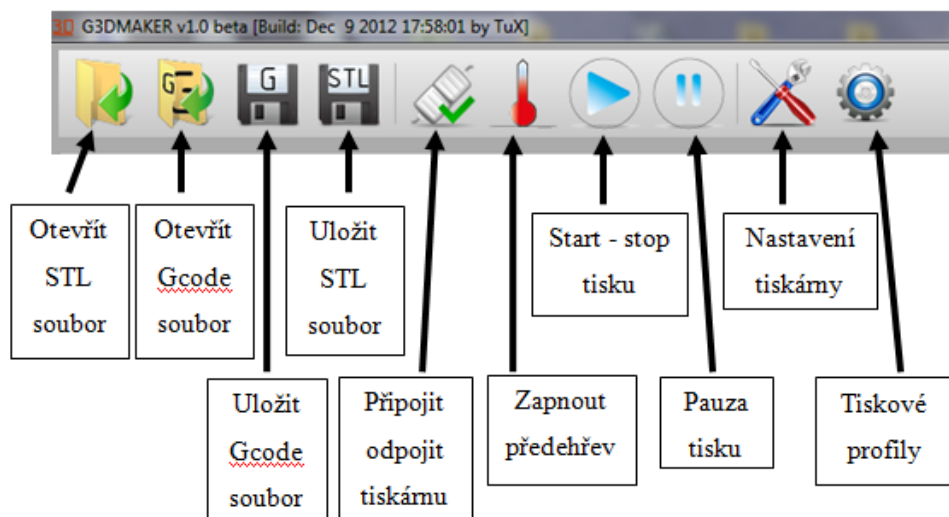 3D G3DMAKER v1.0 beta [Build: Dec 9 2012 17:58:01 by TuX]
G
G
STL
Otevřít
STL
soubor
Otevřít
Gcode
soubor
Uložit
STL
soubor
Start - stop
tisku
Nastavení
tiskárny
Uložit
Gcode
soubor
Připojit
odpojit
tiskárnu
Zapnout
předehřev
Pauza
tisku
Tiskové
profily